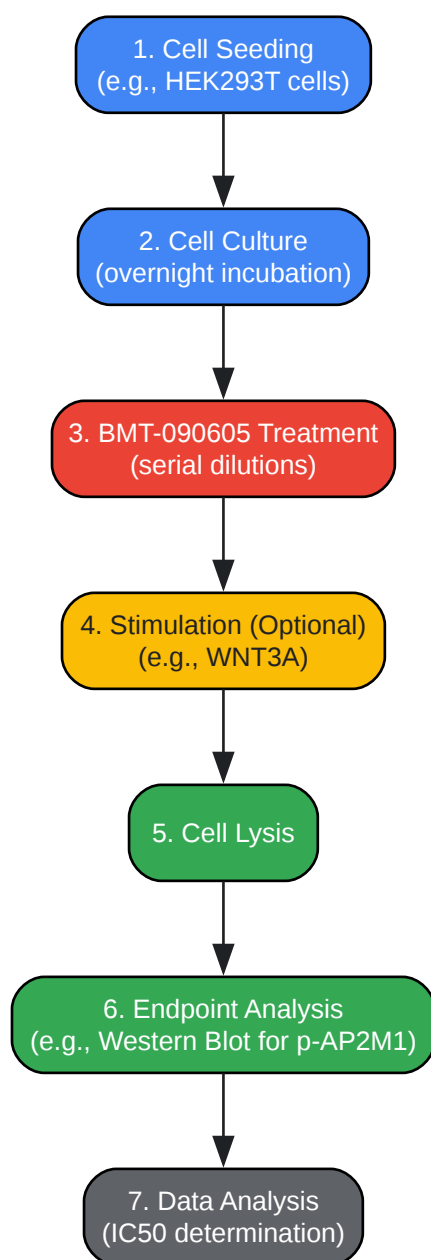 1. Cell Seeding
(e.g., HEK293T cells)
2. Cell Culture
(overnight incubation)
3. BMT-090605 Treatment
(serial dilutions)
4. Stimulation (Optional)
(e.g., WNT3A)
5. Cell Lysis
6. Endpoint Analysis
(e.g., Western Blot for p-AP2M1)
7. Data Analysis
(IC50 determination)